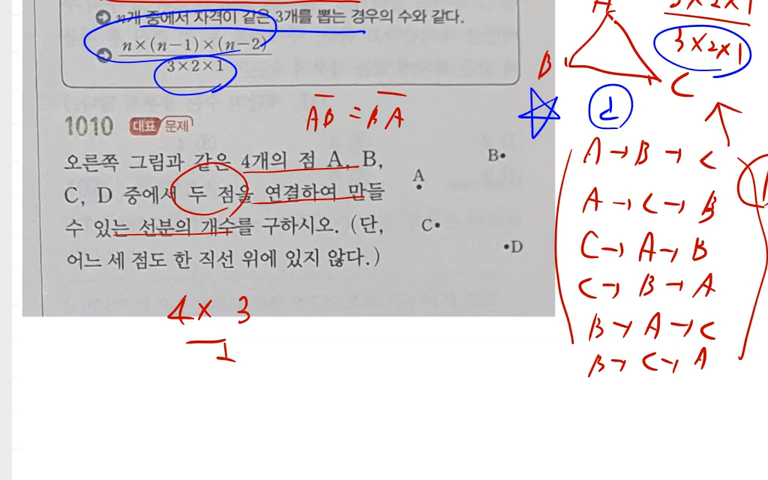 n개 중에서 자격이 같은 3개를 뽑는 경우의 수와 같다.
n×(n-1)×(n-2)
3×2×1
1010 대표 문제
AB = BA
오른쪽 그림과 같은 4개의 점 A, B,
C, D 중에서 두 점을 연결하여 만들
수 있는 선분의 개수를 구하시오. (단,
어느 세 점도 한 직선 위에 있지 않다.)
A
B
C
D
4 × 3
A
B
C
3×2×1
3×2×1
A→B→C
A→C→B
C→A→B
C→B→A
B→A→C
B→C→A